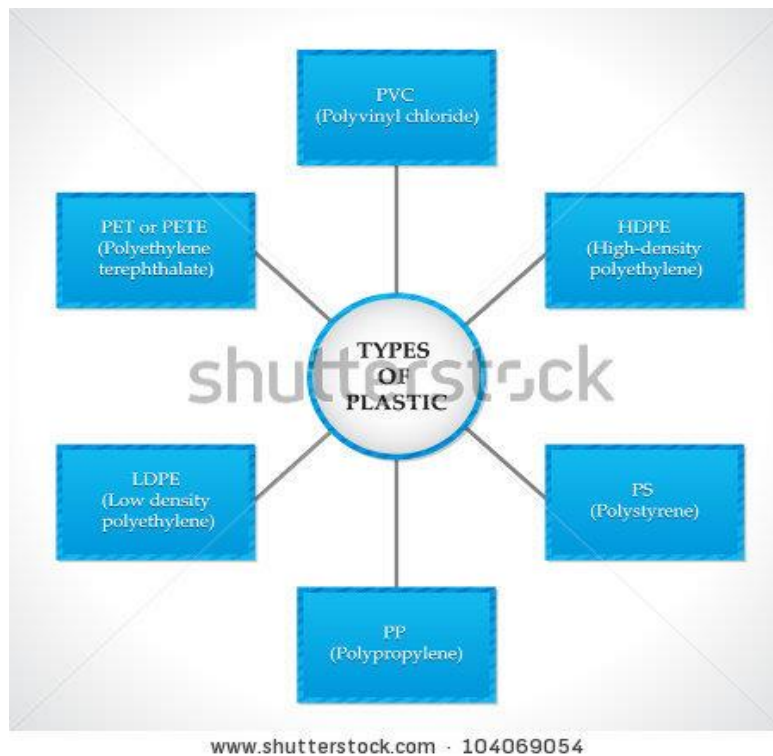 PVC
(Polyvinyl chloride)
PET or PETE
(Polyethylene
terephthalate)
HDPE
(High-density
polyethylene)
TYPES
OF
PLASTIC
shutterstock
LDPE
(Low density
polyethylene)
PS
(Polystyrene)
PP
(Polypropylene)
www.shutterstock.com · 104069054